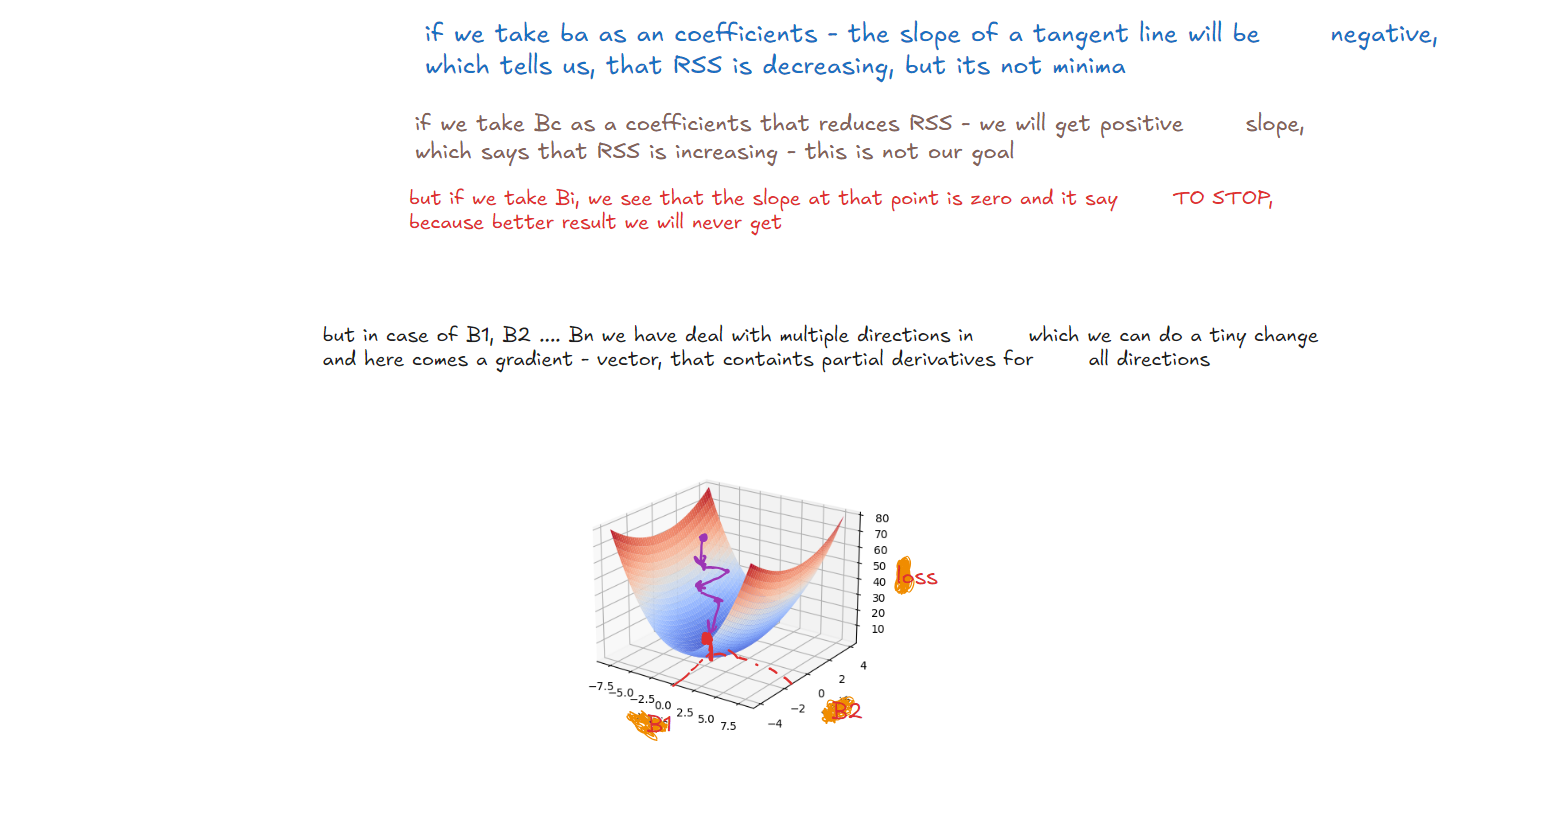 if we take ba as an coefficients - the slope of a tangent line will be negative,
which tells us, that RSS is decreasing, but its not minima
if we take Bc as a coefficients that reduces RSS - we will get positive slope,
which says that RSS is increasing - this is not our goal
but if we take Bi, we see that the slope at that point is zero and it say TO STOP,
because better result we will never get
but in case of B1, B2 .... Bn we have deal with multiple directions in which we can do a tiny change
and here comes a gradient - vector, that containts partial derivatives for all directions
80
70
60
50
40
30
20
10
loss
4
2
0
−2
−4
B2
−7.5
−5.0
−2.5
0.0
2.5
5.0
7.5
B1